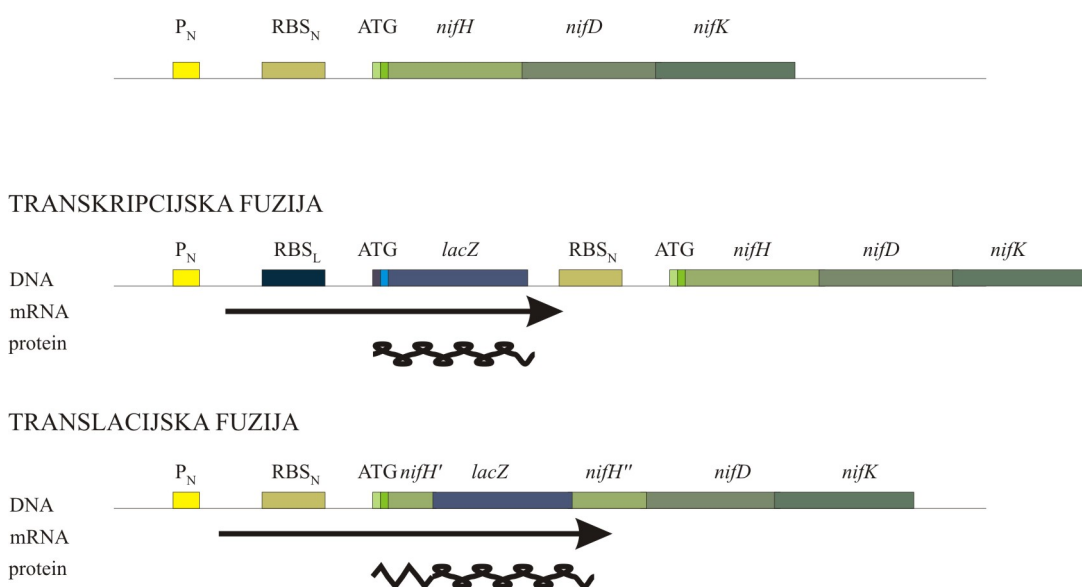 P_N RBS_N ATG nifH nifD nifK
TRANSKRIPCIJSKA FUZIJA
P_N RBS_L ATG lacZ RBS_N ATG nifH nifD nifK
DNA
mRNA
protein
TRANSLACIJSKA FUZIJA
P_N RBS_N ATG nifH' lacZ nifH'' nifD nifK
DNA
mRNA
protein